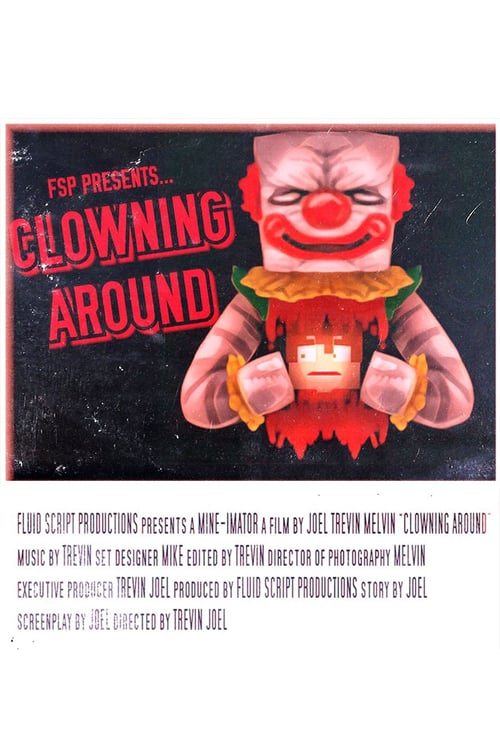 FSP PRESENTS...
CLOWNING
AROUND
FLUID SCRIPT PRODUCTIONS PRESENTS A MINE-IMATOR A FILM BY JOEL TREVIN MELVIN "CLOWNING AROUND"
MUSIC BY TREVIN SET DESIGNER MIKE EDITED BY TREVIN DIRECTOR OF PHOTOGRAPHY MELVIN
EXECUTIVE PRODUCER TREVIN JOEL PRODUCED BY FLUID SCRIPT PRODUCTIONS STORY BY JOEL
SCREENPLAY BY JOEL DIRECTED BY TREVIN JOEL